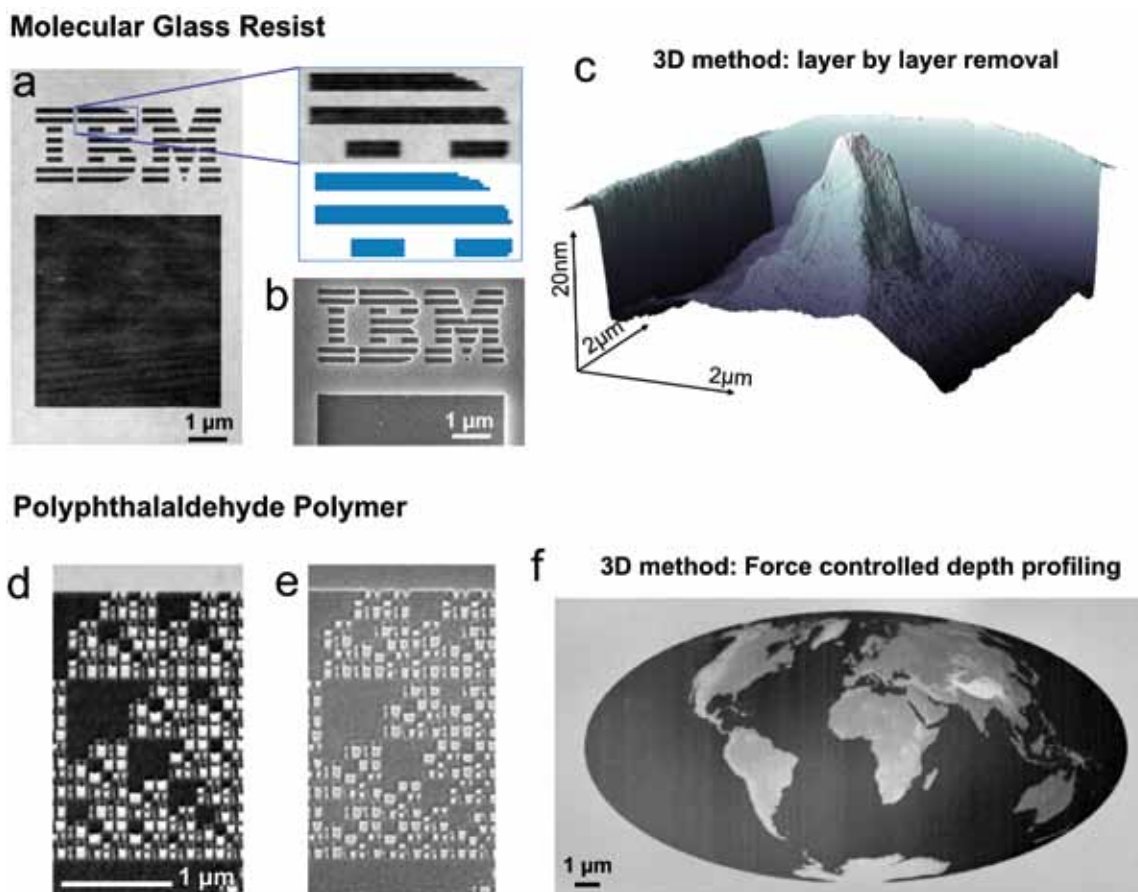 Molecular Glass Resist
a
IBM
1 µm
b
IBM
1 µm
c
3D method: layer by layer removal
20nm
2µm
2µm
Polyphthalaldehyde Polymer
d
1 µm
e
f
3D method: Force controlled depth profiling
1 µm